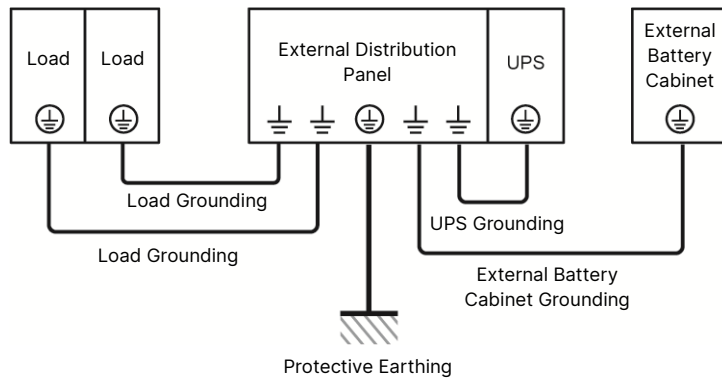 Load
Load
External Distribution
Panel
UPS
External
Battery
Cabinet
Load Grounding
Load Grounding
UPS Grounding
External Battery
Cabinet Grounding
Protective Earthing